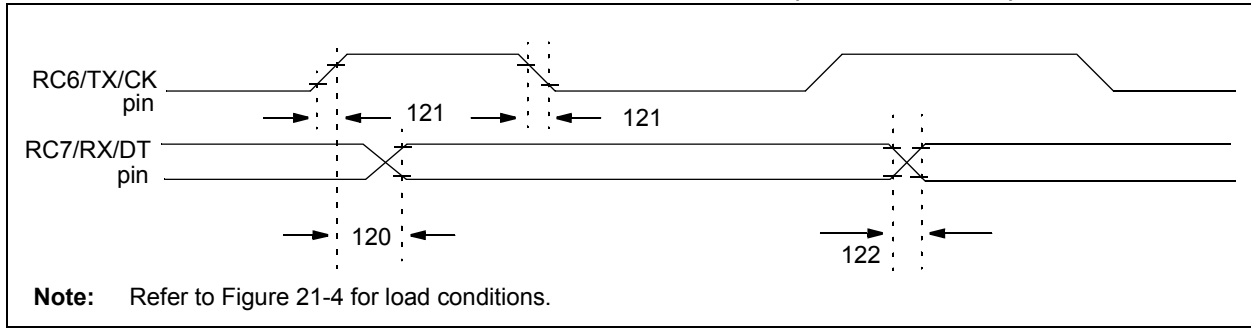 RC6/TX/CK
pin
121
121
RC7/RX/DT
pin
120
122
Note: Refer to Figure 21-4 for load conditions.